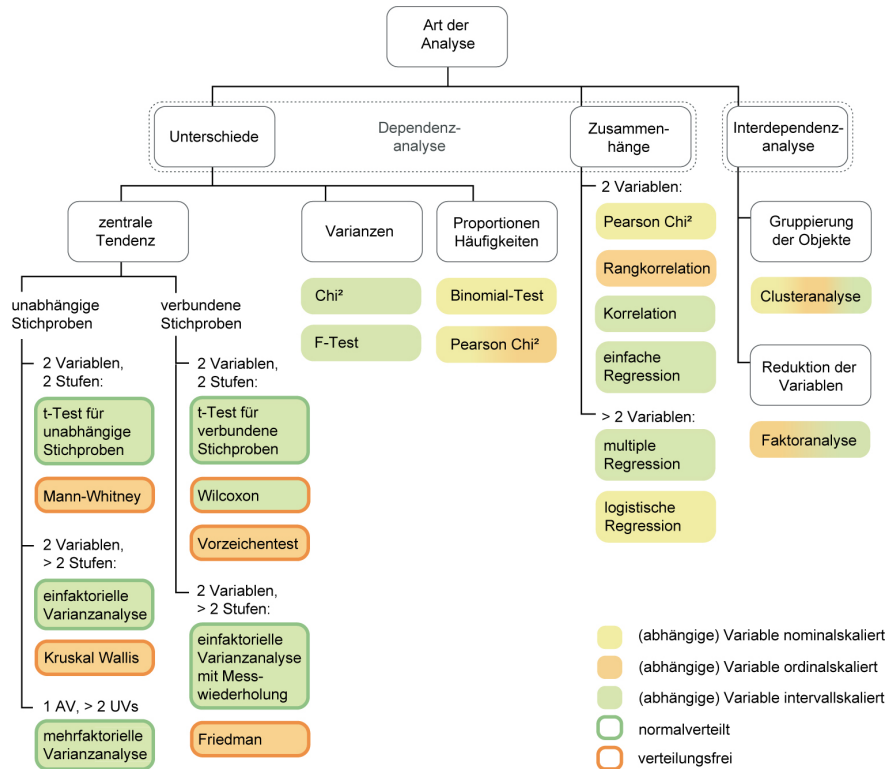 Art der
Analyse
Unterschiede
Dependenz-
analyse
Zusammen-
hänge
Interdependenz-
analyse
zentrale
Tendenz
Varianzen
Proportionen
Häufigkeiten
unabhängige
Stichproben
2 Variablen,
2 Stufen:
t-Test für
unabhängige
Stichproben
Mann-Whitney
2 Variablen,
> 2 Stufen:
einfaktorielle
Varianzanalyse
Kruskal Wallis
1 AV, > 2 UVs
mehrfaktorielle
Varianzanalyse
verbundene
Stichproben
2 Variablen,
2 Stufen:
t-Test für
verbundene
Stichproben
Wilcoxon
Vorzeichentest
2 Variablen,
> 2 Stufen:
einfaktorielle
Varianzanalyse
mit Mess-
wiederholung
Friedman
Chi²
F-Test
Binomial-Test
Pearson Chi²
2 Variablen:
Pearson Chi²
Rangkorrelation
Korrelation
einfache
Regression
> 2 Variablen:
multiple
Regression
logistische
Regression
Gruppierung
der Objekte
Clusteranalyse
Reduktion der
Variablen
Faktoranalyse
(abhängige) Variable nominalskaliert
(abhängige) Variable ordinalskaliert
(abhängige) Variable intervallskaliert
normalverteilt
verteilungsfrei